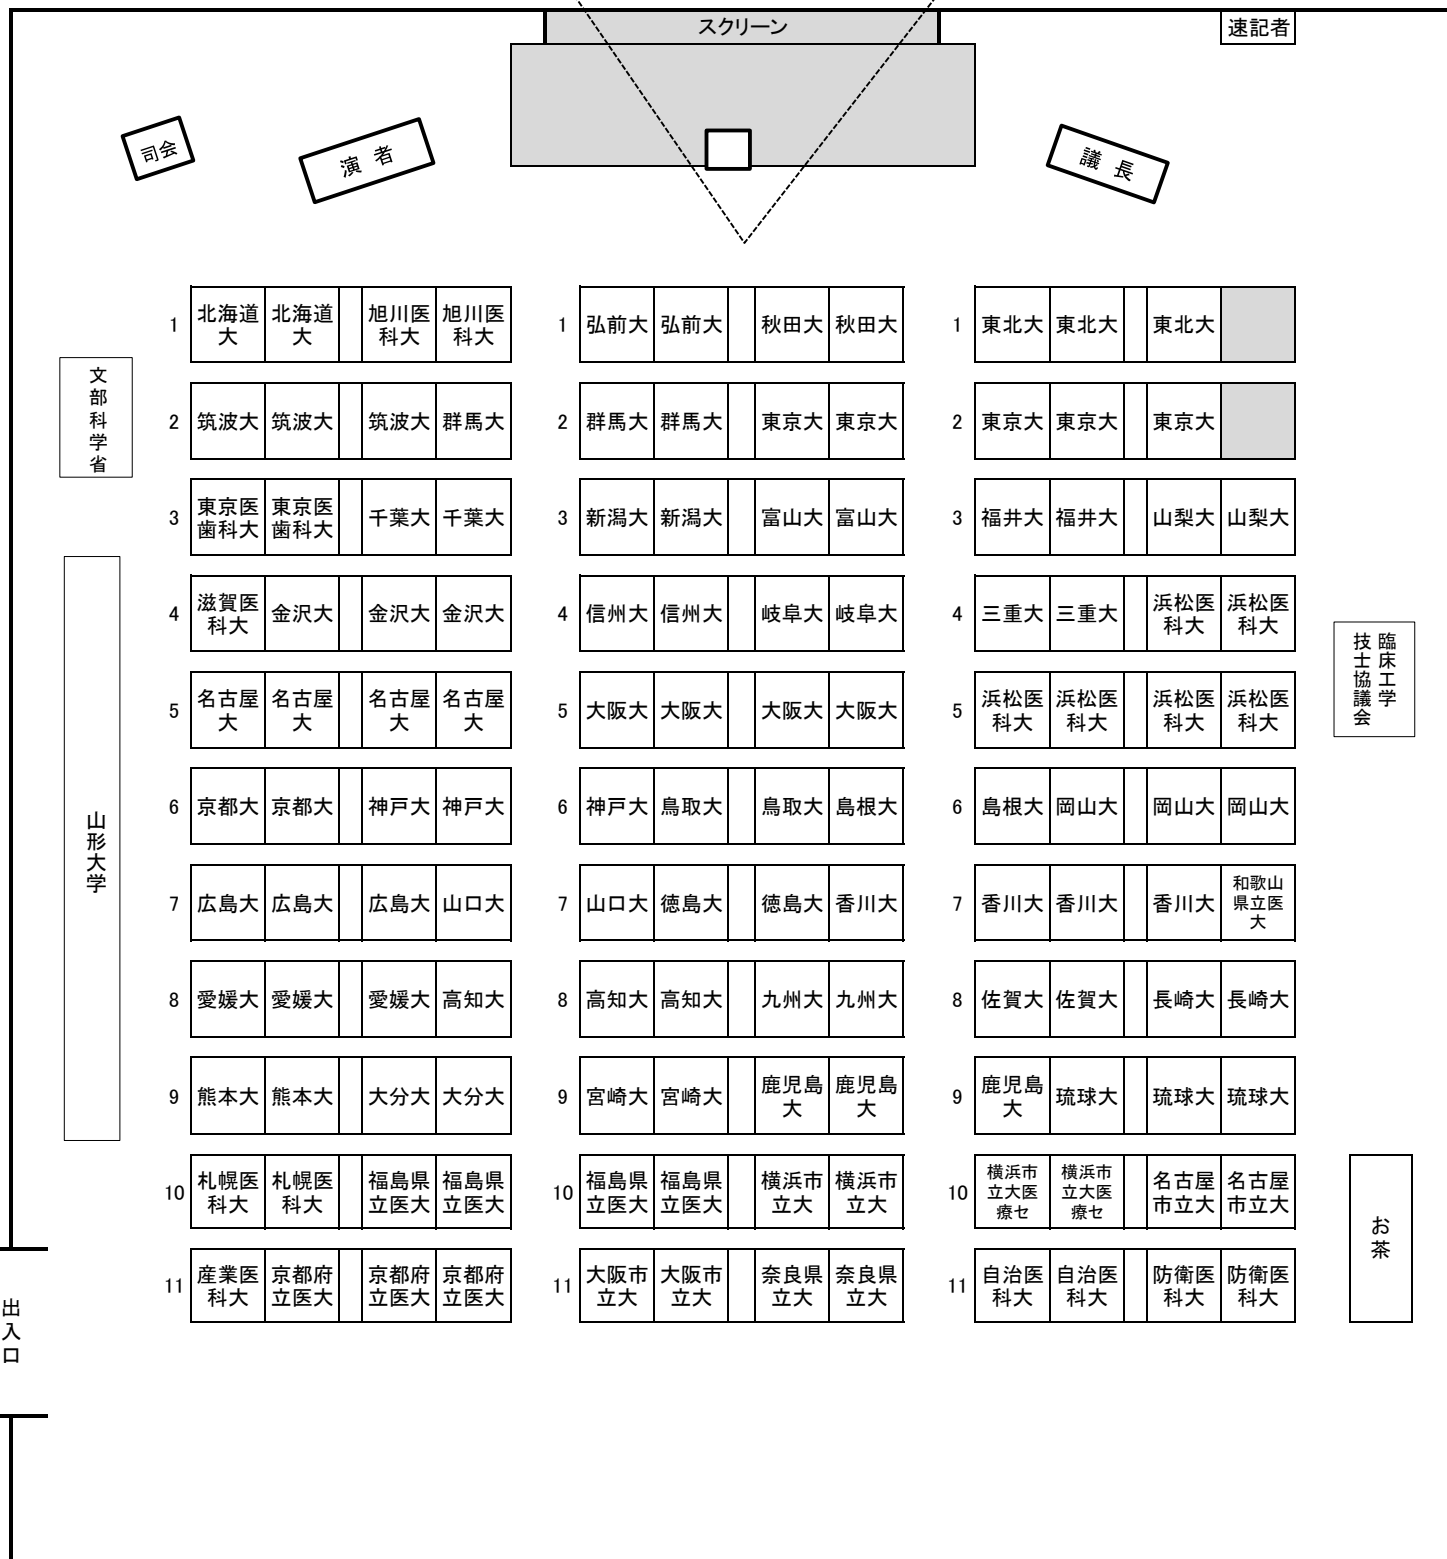 スクリーン
速記者
司会
演 者
議 長
1 北海道大 北海道大 旭川医科大 旭川医科大 1 弘前大 弘前大 秋田大 秋田大 1 東北大 東北大 東北大
文部科学省
2 筑波大 筑波大 筑波大 群馬大 2 群馬大 群馬大 東京大 東京大 2 東京大 東京大 東京大
3 東京医歯科大 東京医歯科大 千葉大 千葉大 3 新潟大 新潟大 富山大 富山大 3 福井大 福井大 山梨大 山梨大
4 滋賀医科大 金沢大 金沢大 金沢大 4 信州大 信州大 岐阜大 岐阜大 4 三重大 三重大 浜松医科大 浜松医科大
臨床工学
技士協議会
5 名古屋大 名古屋大 名古屋大 名古屋大 5 大阪大 大阪大 大阪大 大阪大 5 浜松医科大 浜松医科大 浜松医科大 浜松医科大
山形大学
6 京都大 京都大 神戸大 神戸大 6 神戸大 鳥取大 鳥取大 島根大 6 島根大 岡山大 岡山大 岡山大
7 広島大 広島大 広島大 山口大 7 山口大 徳島大 徳島大 香川大 7 香川大 香川大 香川大 和歌山県立医大
8 愛媛大 愛媛大 愛媛大 高知大 8 高知大 高知大 九州大 九州大 8 佐賀大 佐賀大 長崎大 長崎大
9 熊本大 熊本大 大分大 大分大 9 宮崎大 宮崎大 鹿児島大 鹿児島大 9 鹿児島大 琉球大 琉球大 琉球大
10 札幌医科大 札幌医科大 福島県立医大 福島県立医大 10 福島県立医大 福島県立医大 横浜市立大 横浜市立大 10 横浜市立大医療セ 横浜市立大医療セ 名古屋市立大 名古屋市立大
お茶
11 産業医科大 京都府立医大 京都府立医大 京都府立医大 11 大阪市立大 大阪市立大 奈良県立大 奈良県立大 11 自治医科大 自治医科大 防衛医科大 防衛医科大
出入口